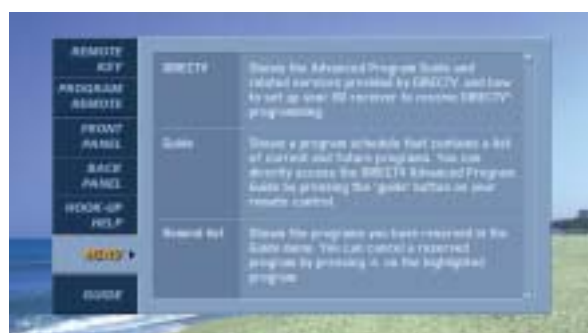 REMOTE
KEY
PROGRAM
REMOTE
FRONT
PANEL
BACK
PANEL
HOOK-UP
HELP
MENU
GUIDE
DIRECTV
Shows the Advanced Program Guide and
related services provided by DIRECTV, and how
to set up your receiver to receive DIRECTV®
programming.
Guide
Shows a program schedule that contains a list
of current and future programs. You can
directly access the DIRECTV Advanced Program
Guide by pressing the "guide" button on your
remote control.
Shows the programs you have reserved in the
Guide menu. You can cancel a reserved
program by pressing on the highlighted
program.